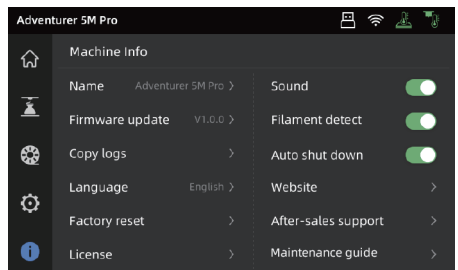 Adventurer 5M Pro
Machine Info
Name Adventurer 5M Pro >
Firmware update V1.0.0 >
Copy logs >
Language English >
Factory reset >
License >
Sound
Filament detect
Auto shut down
Website >
After-sales support >
Maintenance guide >